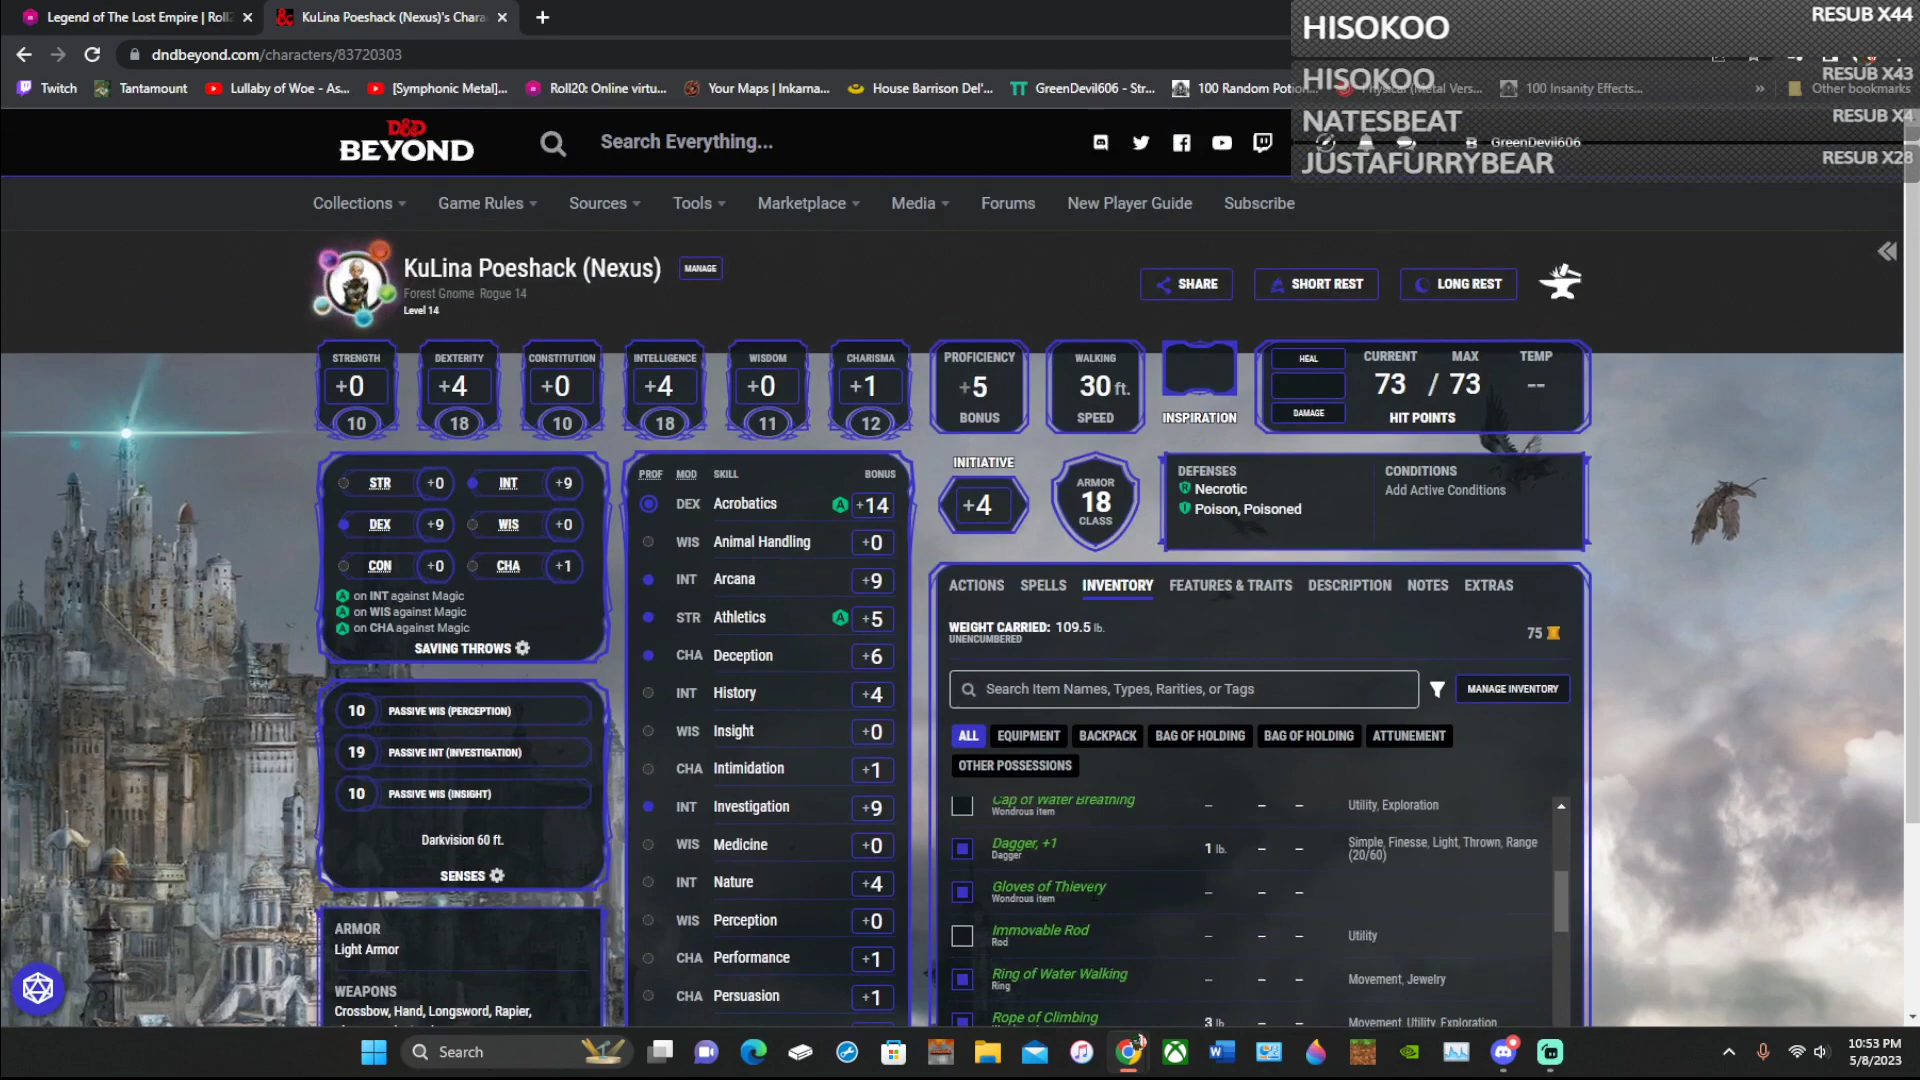 Legend of The Lost Empire | Roll2
KuLina Poeshack (Nexus)'s Chara
dndbeyond.com/characters/83720303
HISOKOO RESUB X44
HISOKOO RESUB X43
NATESBEAT RESUB X4
JUSTAFURRYBEAR RESUB X28
Twitch
Tantamount
Lullaby of Woe - As...
[Symphonic Metal]...
Roll20: Online virtu...
Your Maps | Inkarna...
House Barrison Del'...
GreenDevil606 - Str...
100 Random Potio...
Physical (Metal Vers...
100 Insanity Effects...
Other bookmarks
D&D
BEYOND
Search Everything...
GreenDevil606
Collections Game Rules Sources Tools Marketplace Media Forums New Player Guide Subscribe
KuLina Poeshack (Nexus) MANAGE
Forest Gnome Rogue 14
Level 14
SHARE SHORT REST LONG REST
STRENGTH
+0
10
DEXTERITY
+4
18
CONSTITUTION
+0
10
INTELLIGENCE
+4
18
WISDOM
+0
11
CHARISMA
+1
12
PROFICIENCY
+5
BONUS
WALKING
30 ft.
SPEED
INSPIRATION
HEAL
DAMAGE
CURRENT MAX TEMP
73 / 73 --
HIT POINTS
STR +0 INT +9
DEX +9 WIS +0
CON +0 CHA +1
on INT against Magic
on WIS against Magic
on CHA against Magic
SAVING THROWS
10 PASSIVE WIS (PERCEPTION)
19 PASSIVE INT (INVESTIGATION)
10 PASSIVE WIS (INSIGHT)
Darkvision 60 ft.
SENSES
ARMOR
Light Armor
WEAPONS
Crossbow, Hand, Longsword, Rapier,
PROF MOD SKILL BONUS
DEX Acrobatics A +14
WIS Animal Handling +0
INT Arcana +9
STR Athletics A +5
CHA Deception +6
INT History +4
WIS Insight +0
CHA Intimidation +1
INT Investigation +9
WIS Medicine +0
INT Nature +4
WIS Perception +0
CHA Performance +1
CHA Persuasion +1
INITIATIVE
+4
ARMOR
18
CLASS
DEFENSES
Necrotic
Poison, Poisoned
CONDITIONS
Add Active Conditions
ACTIONS SPELLS INVENTORY FEATURES & TRAITS DESCRIPTION NOTES EXTRAS
WEIGHT CARRIED: 109.5 lb.
UNENCUMBERED
75
Search Item Names, Types, Rarities, or Tags
MANAGE INVENTORY
ALL EQUIPMENT BACKPACK BAG OF HOLDING BAG OF HOLDING ATTUNEMENT
OTHER POSSESSIONS
Cap of Water Breathing – – – Utility, Exploration
Wondrous item
Dagger, +1 1 lb. – – Simple, Finesse, Light, Thrown, Range
Dagger (20/60)
Gloves of Thievery – – –
Wondrous item
Immovable Rod – – – Utility
Rod
Ring of Water Walking – – – Movement, Jewelry
Ring
Rope of Climbing 3 lb. – – Movement, Utility, Exploration
Search
10:53 PM
5/8/2023